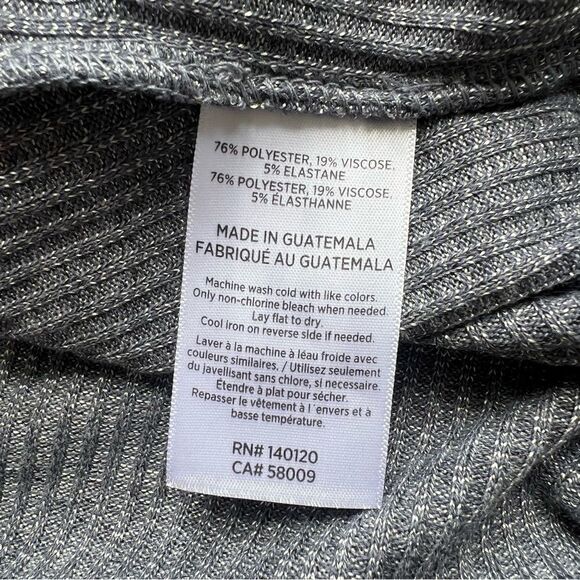 76% POLYESTER, 19% VISCOSE,
5% ELASTANE
76% POLYESTER, 19% VISCOSE,
5% ÉLASTHANNE
MADE IN GUATEMALA
FABRIQUÉ AU GUATEMALA
Machine wash cold with like colors.
Only non-chlorine bleach when needed.
Lay flat to dry.
Cool iron on reverse side if needed.
Laver à la machine à léau froide avec
couleurs similaires. / Utilisez seulement
du javellisant sans chlore, si necessaire.
Étendre à plat pour sécher.
Repasser le vêtement à l´envers et à
basse température.
RN# 140120
CA# 58009